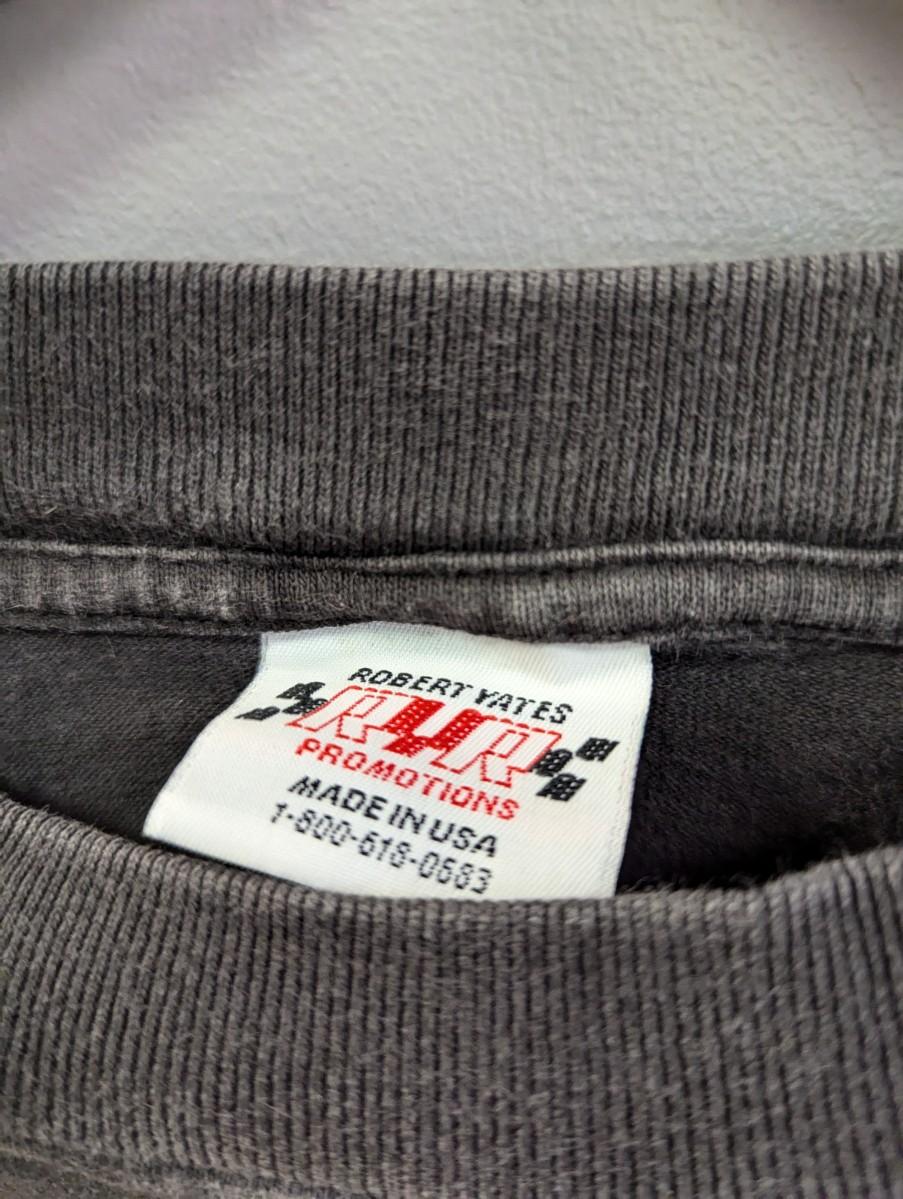 ROBERT YATES
RYR
PROMOTIONS
MADE IN USA
1-800-618-0683